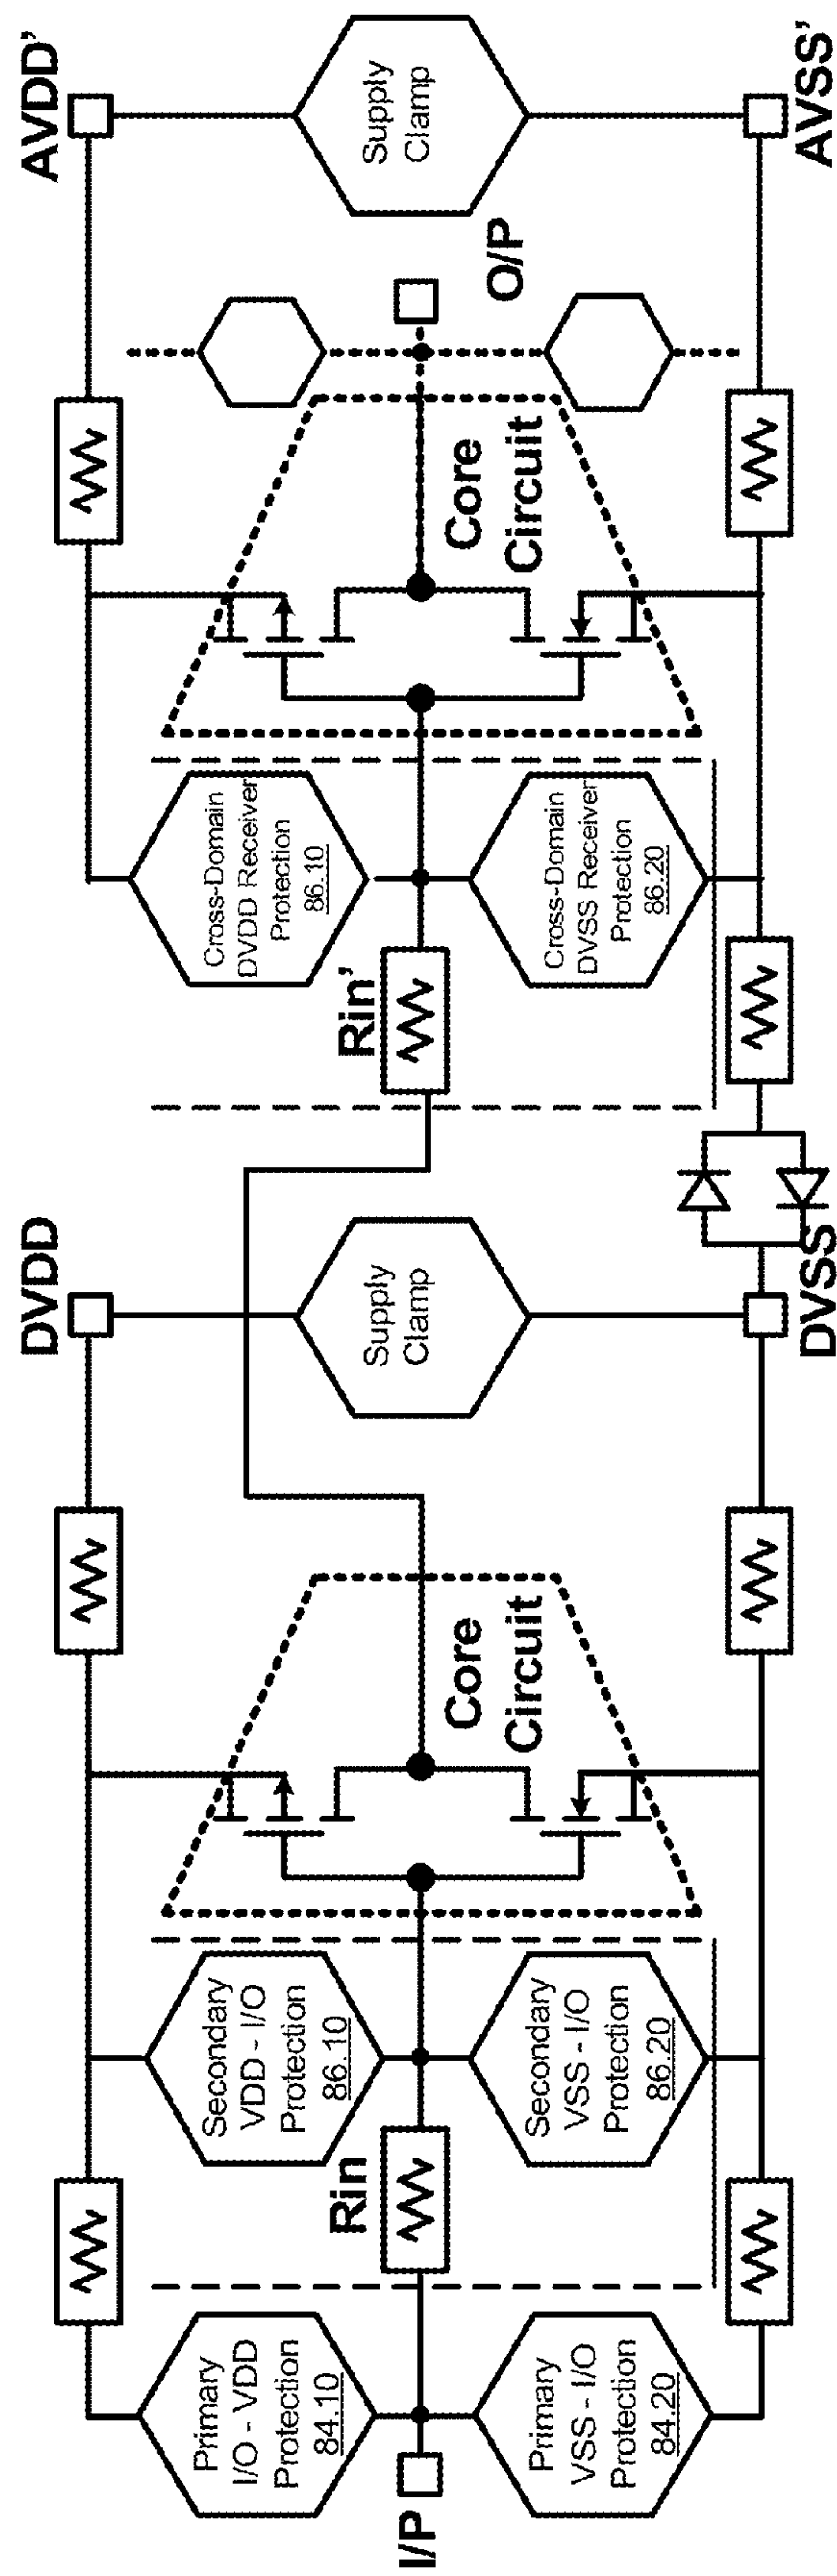 DVDD
AVDD'
Primary
I/O - VDD
Protection
84.10
Secondary
VDD - I/O
Protection
86.10
Cross-Domain
DVDD Receiver
Protection
86.10
I/P
Rin
Core
Circuit
Supply
Clamp
Rin'
Core
Circuit
O/P
Supply
Clamp
Primary
VSS - I/O
Protection
84.20
Secondary
VSS - I/O
Protection
86.20
Cross-Domain
DVSS Receiver
Protection
86.20
DVSS
AVSS'